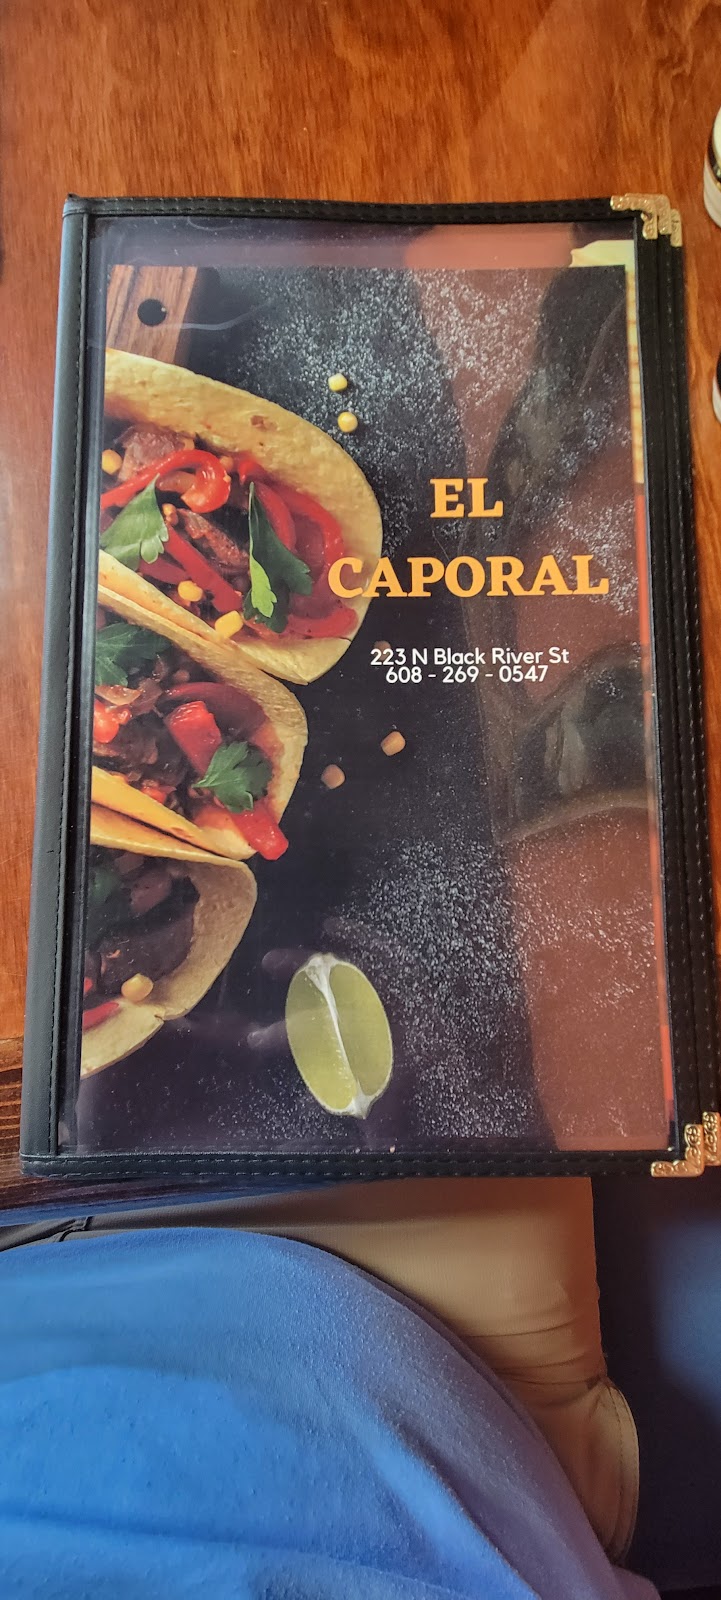 EL
CAPORAL
223 N Black River St
608 - 269 - 0547